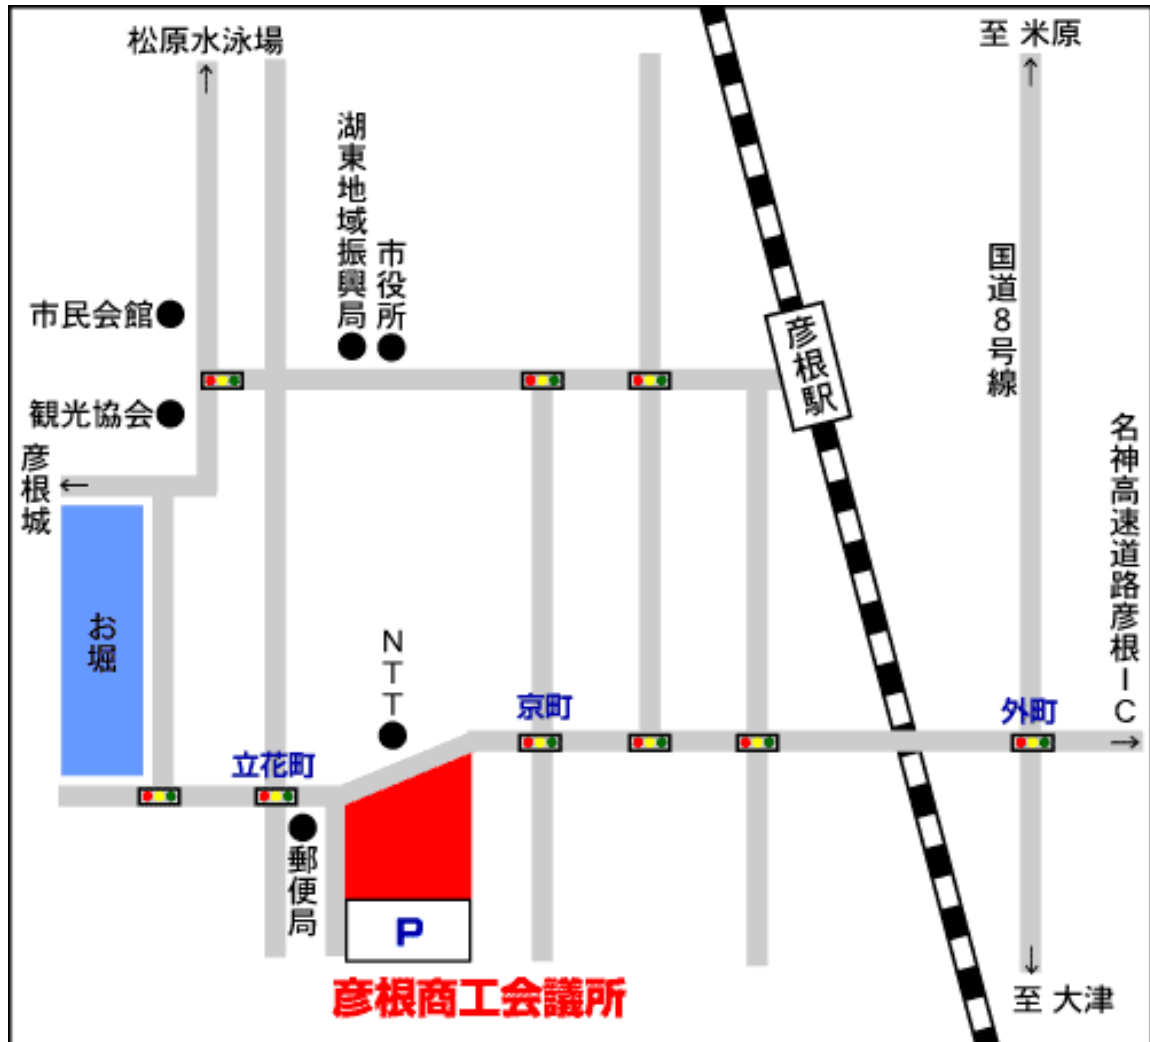 松原水泳場
至 米原
湖東地域振興局
市役所
国道8号線
市民会館
彦根駅
観光協会
彦根城
名神高速道路彦根IC
お堀
NTT
京町
外町
立花町
郵便局
P
彦根商工会議所
至 大津